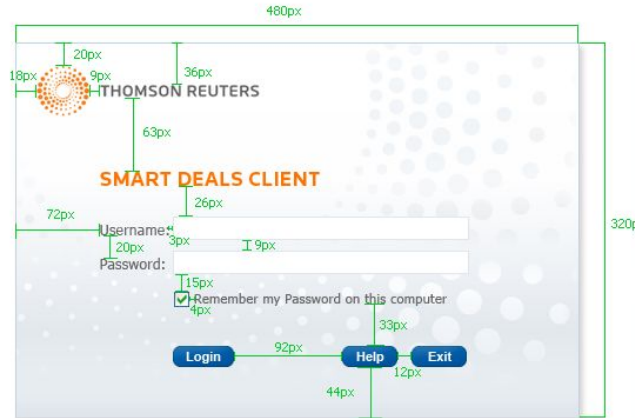 480px
20px
18px
9px
36px
THOMSON REUTERS
63px
SMART DEALS CLIENT
26px
72px
320p
Username:
3px
20px
9px
Password:
15px
Remember my Password on this computer
4px
33px
Login
92px
Help
Exit
12px
44px